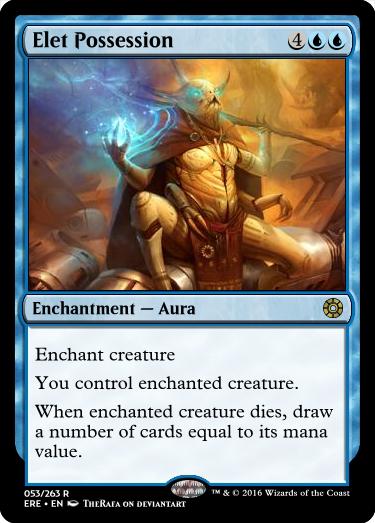 Elet Possession 4
Enchantment — Aura
Enchant creature
You control enchanted creature.
When enchanted creature dies, draw
a number of cards equal to its mana
value.
053/263 R
ERE • EN TheRafa on deviantart
™ & © 2016 Wizards of the Coast